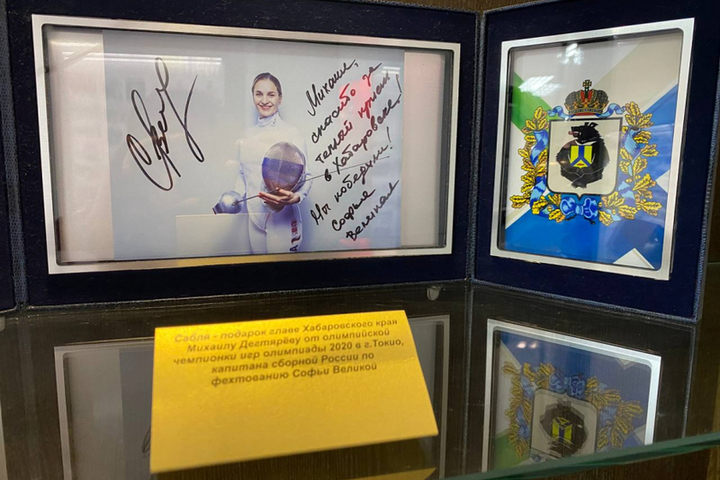 Михаил,
спасибо за
теплый прием
в Хабаровске!
Мы победили!
Софья
Великая
Сабля - подарок главе Хабаровского края
Михаилу Дегтярёву от олимпийской
чемпионки игр олимпиады 2020 в г.Токио,
капитана сборной России по
фехтованию Софьи Великой